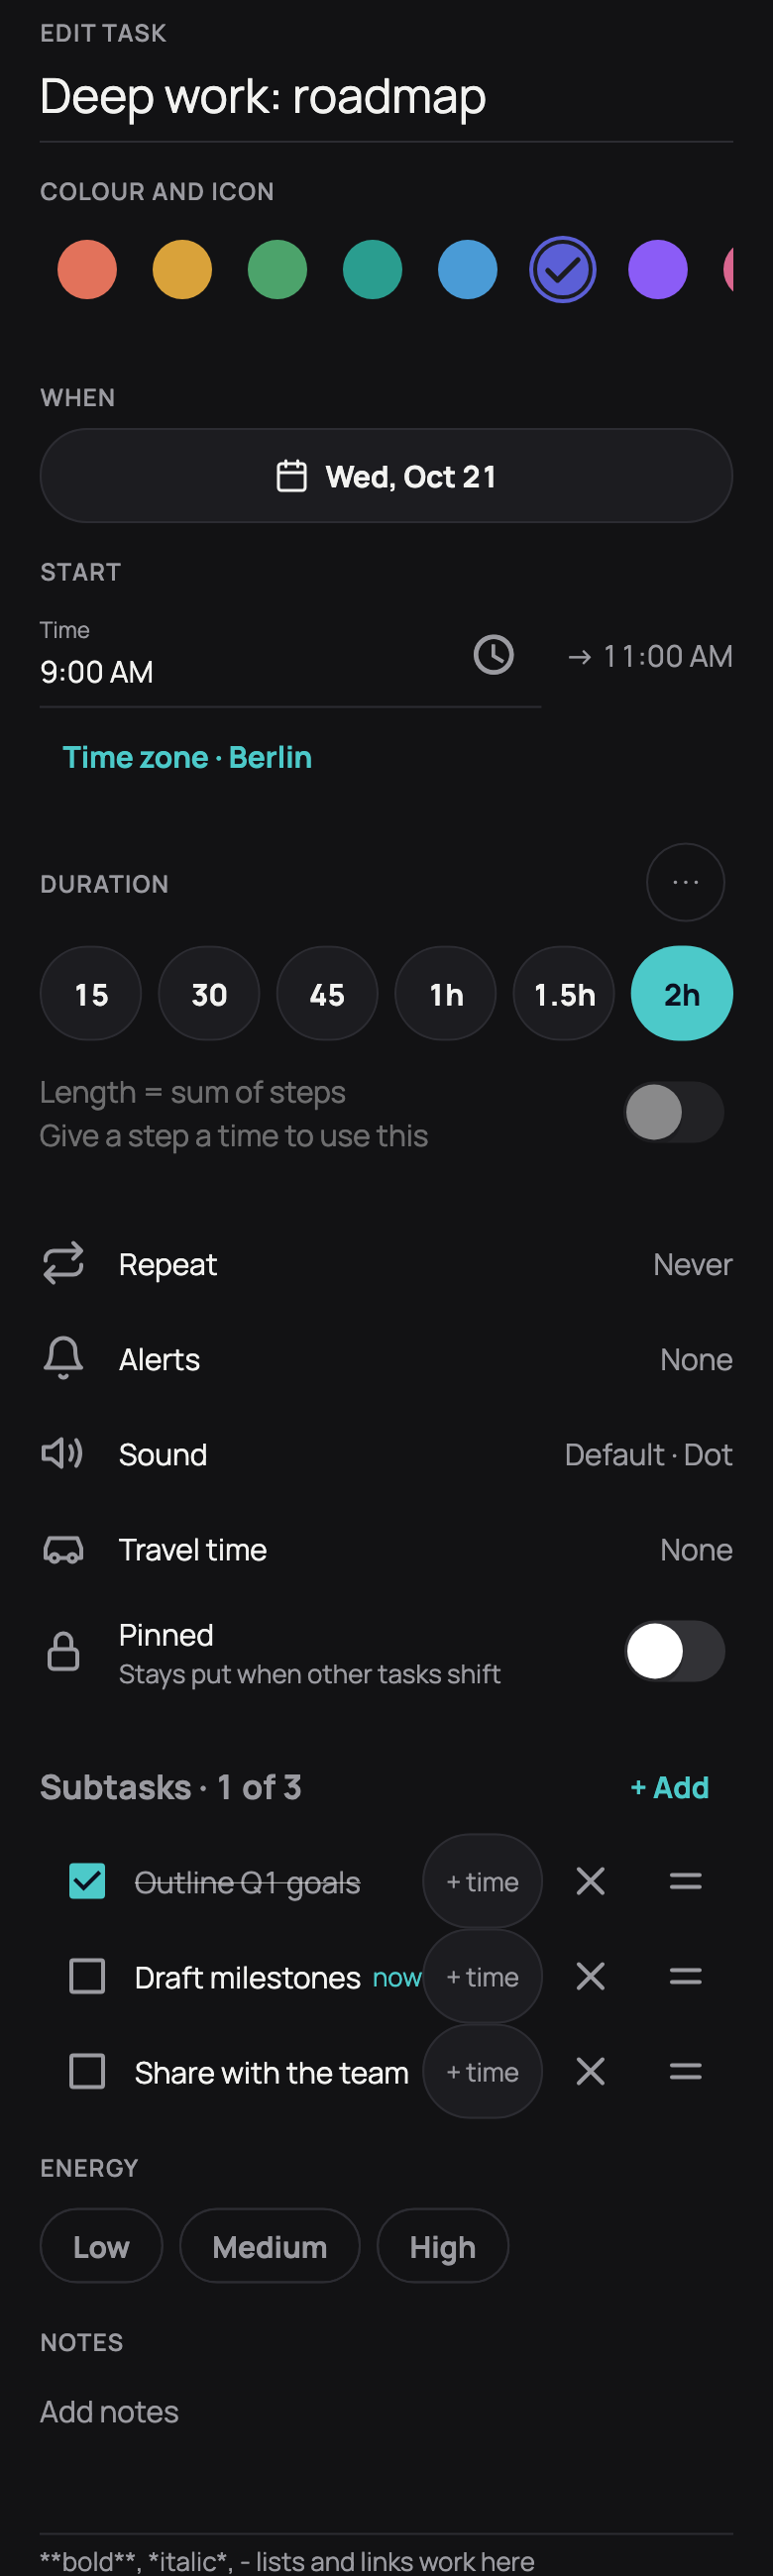 EDIT TASK
Deep work: roadmap
COLOUR AND ICON
WHEN
Wed, Oct 21
START
Time
9:00 AM
→ 11:00 AM
Time zone · Berlin
DURATION
···
15 30 45 1h 1.5h 2h
Length = sum of steps
Give a step a time to use this
Repeat Never
Alerts None
Sound Default · Dot
Travel time None
Pinned
Stays put when other tasks shift
Subtasks · 1 of 3 + Add
Outline Q1 goals + time
Draft milestones now + time
Share with the team + time
ENERGY
Low Medium High
NOTES
Add notes
**bold**, *italic*, - lists and links work here